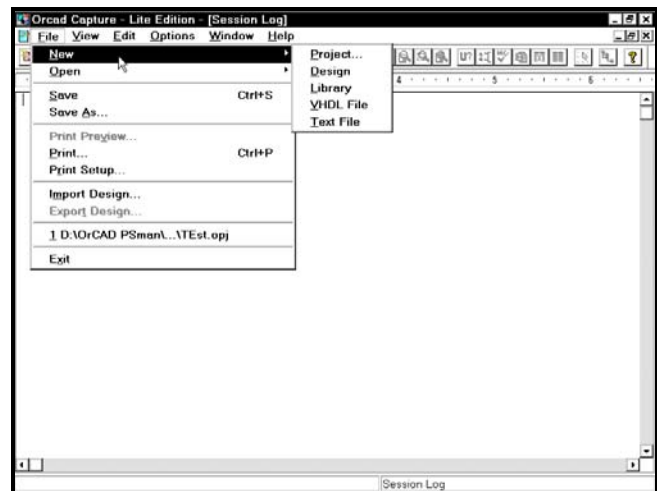 Orcad Capture - Lite Edition - [Session Log]
File View Edit Options Window Help
New
Open
Save Ctrl+S
Save As...
Print Preview...
Print... Ctrl+P
Print Setup...
Import Design...
Export Design...
1 D:\OrCAD PSman\...\TEst.opj
Exit
Project...
Design
Library
VHDL File
Text File
U?
4 5 6
Session Log